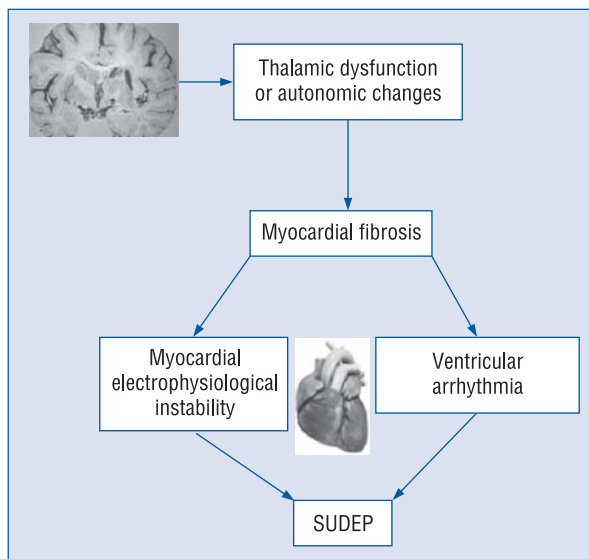 Thalamic dysfunction
or autonomic changes
Myocardial fibrosis
Myocardial
electrophysiological
instability
Ventricular
arrhythmia
SUDEP